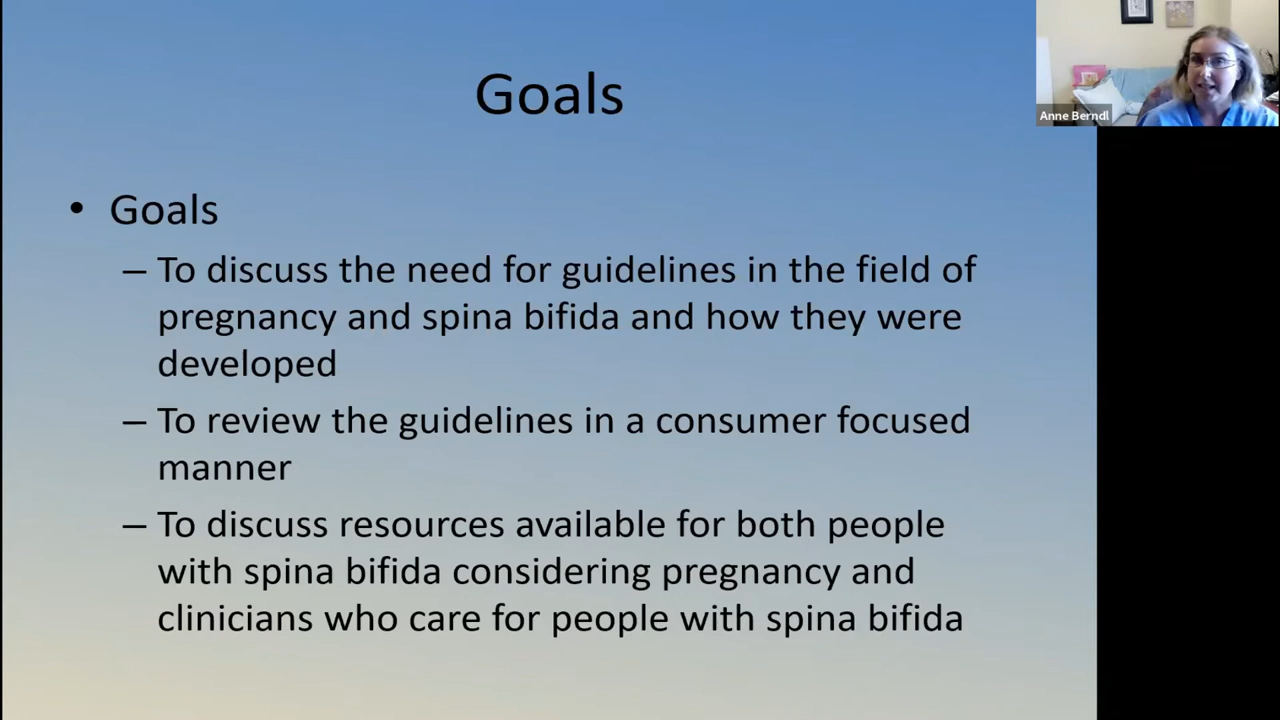 Goals
Anne Berndl
• Goals
– To discuss the need for guidelines in the field of
pregnancy and spina bifida and how they were
developed
– To review the guidelines in a consumer focused
manner
– To discuss resources available for both people
with spina bifida considering pregnancy and
clinicians who care for people with spina bifida